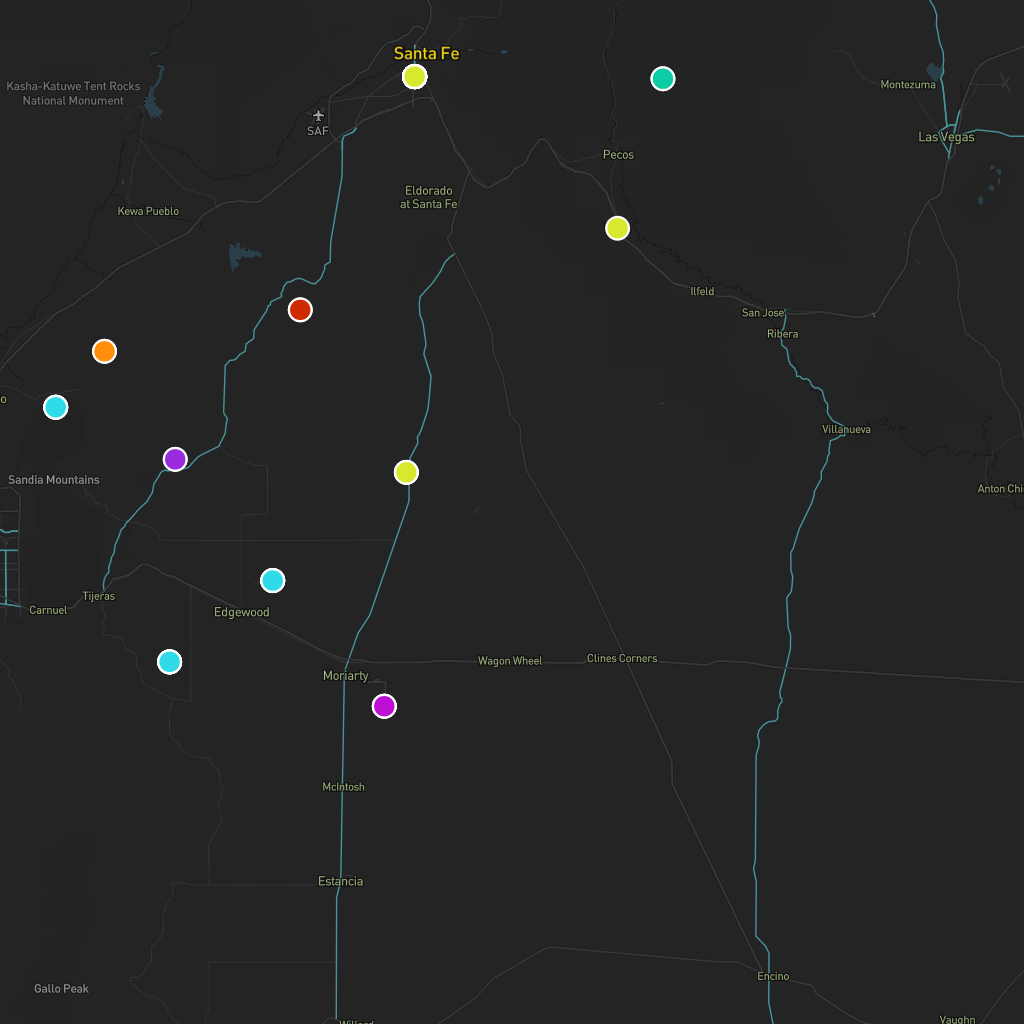 Santa Fe
Kasha-Katuwe Tent Rocks
National Monument
Montezuma
SAF
Las Vegas
Pecos
Eldorado
at Santa Fe
Kewa Pueblo
Ilfeld
San Jose
Ribera
o
Villanueva
Sandia Mountains
Anton Chi
Tijeras
Carnuel
Edgewood
Wagon Wheel
Clines Corners
Moriarty
McIntosh
Estancia
Encino
Gallo Peak
Willard
Vaughn